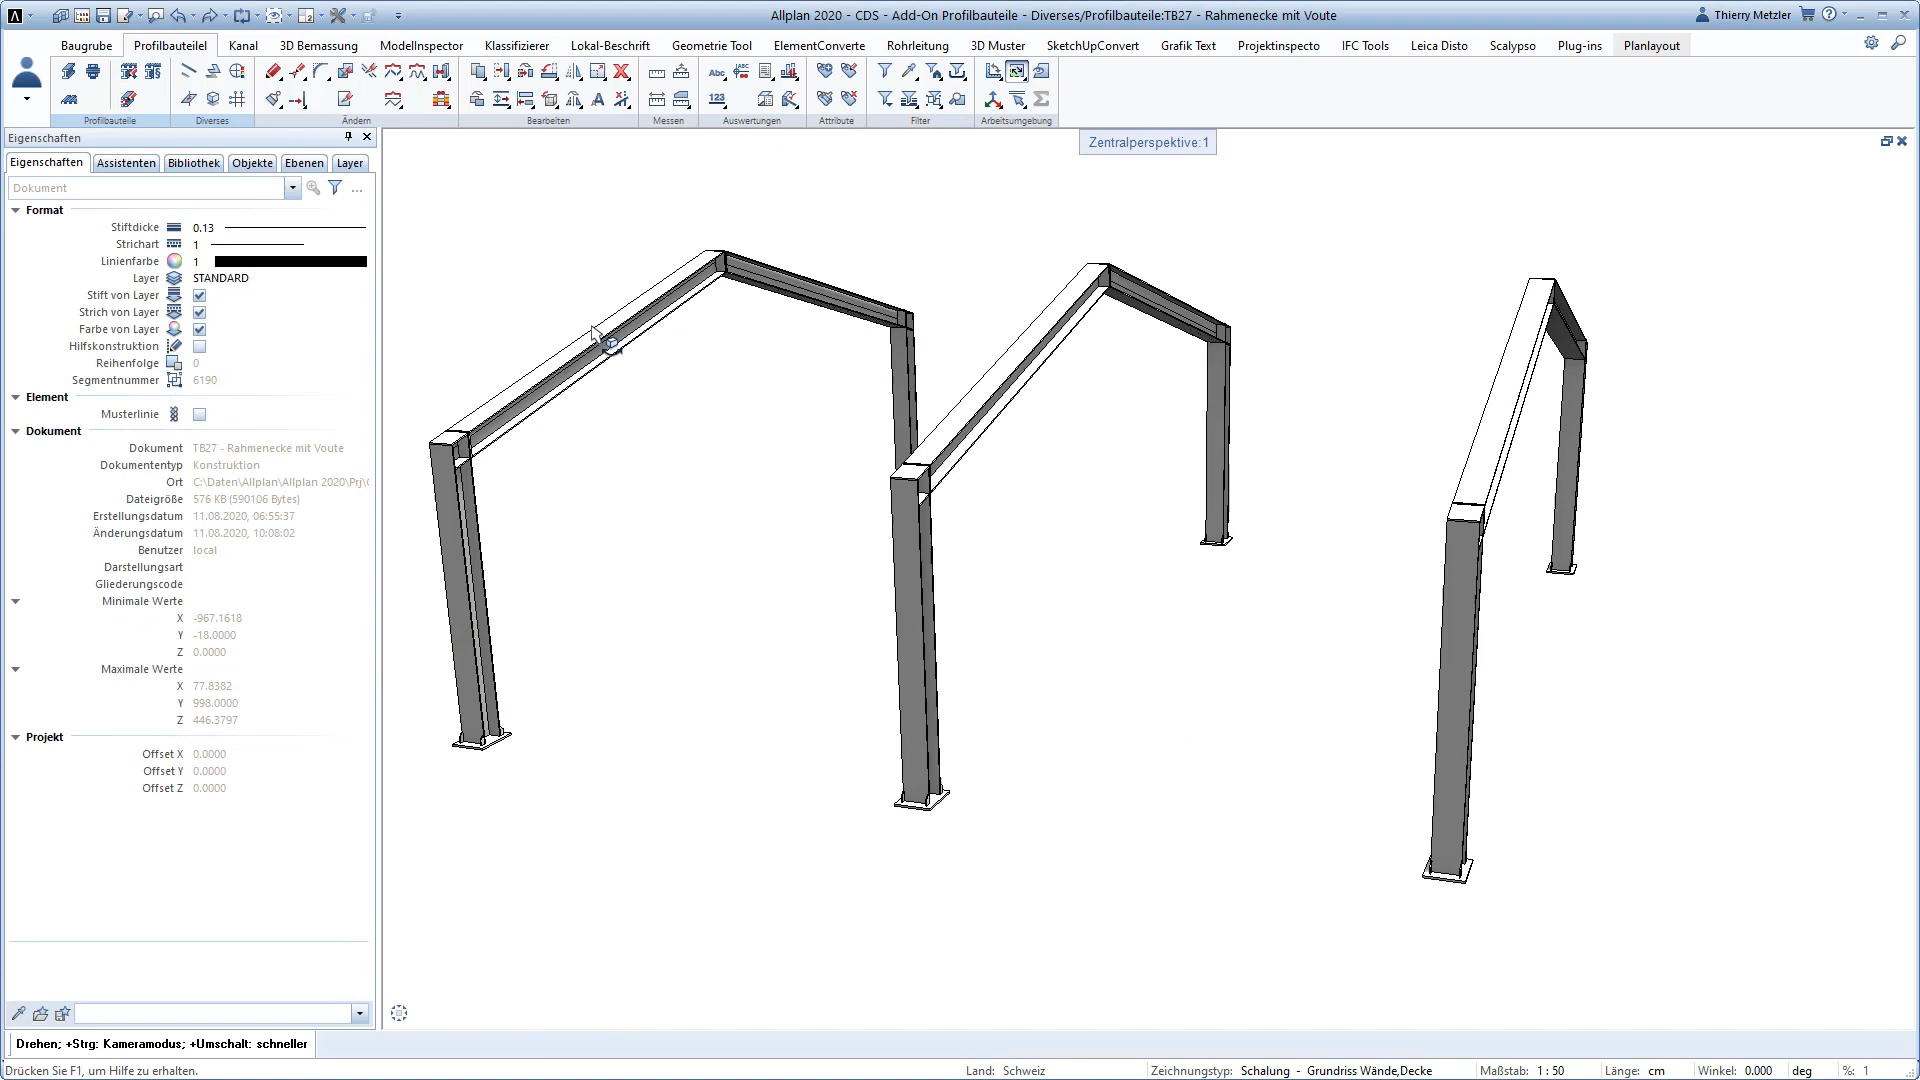 Allplan 2020 - CDS - Add-On Profilbauteile - Diverses/Profilbauteile:TB27 - Rahmenecke mit Voute
Thierry Metzler
Baugrube Profilbauteilel Kanal 3D Bemassung ModelInspector Klassifizierer Lokal-Beschrift Geometrie Tool ElementConverte Rohrleitung 3D Muster SketchUpConvert Grafik Text Projektinspecto IFC Tools Leica Disto Scalypso Plug-ins Planlayout
Abc ABC
123
Profilbauteile Diverses Ändern Bearbeiten Messen Auswertungen Attribute Filter Arbeitsumgebung
Eigenschaften
Eigenschaften Assistenten Bibliothek Objekte Ebenen Layer
Dokument
Format
Stiftdicke 0.13
Strichart 1
Linienfarbe 1
Layer STANDARD
Stift von Layer
Strich von Layer
Farbe von Layer
Hilfskonstruktion
Reihenfolge 0
Segmentnummer 6190
Element
Musterlinie
Dokument
Dokument TB27 - Rahmenecke mit Voute
Dokumententyp Konstruktion
Ort C:\Daten\Allplan\Allplan 2020\Prj\
Dateigröße 576 KB (590106 Bytes)
Erstellungsdatum 11.08.2020, 06:55:37
Änderungsdatum 11.08.2020, 10:08:02
Benutzer local
Darstellungsart
Gliederungscode
Minimale Werte
X -967.1618
Y -18.0000
Z 0.0000
Maximale Werte
X 77.8382
Y 998.0000
Z 446.3797
Projekt
Offset X 0.0000
Offset Y 0.0000
Offset Z 0.0000
Zentralperspektive:1
Drehen; +Strg: Kameramodus; +Umschalt: schneller
Drücken Sie F1, um Hilfe zu erhalten.
Land: Schweiz Zeichnungstyp: Schalung - Grundriss Wände,Decke Maßstab: 1 : 50 Länge: cm Winkel: 0.000 deg %: 1